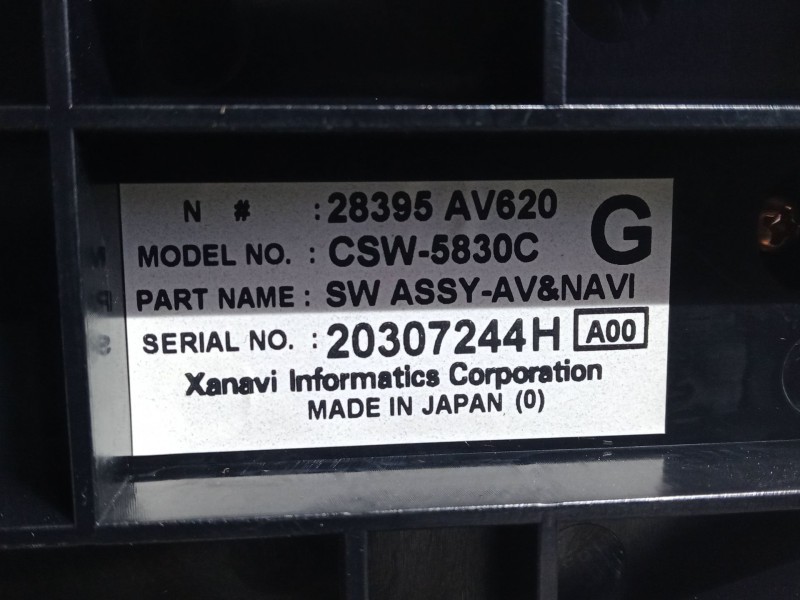 N # : 28395 AV620 G
MODEL NO. : CSW-5830C
PART NAME : SW ASSY-AV&NAVI
SERIAL NO. : 20307244H A00
Xanavi Informatics Corporation
MADE IN JAPAN (0)